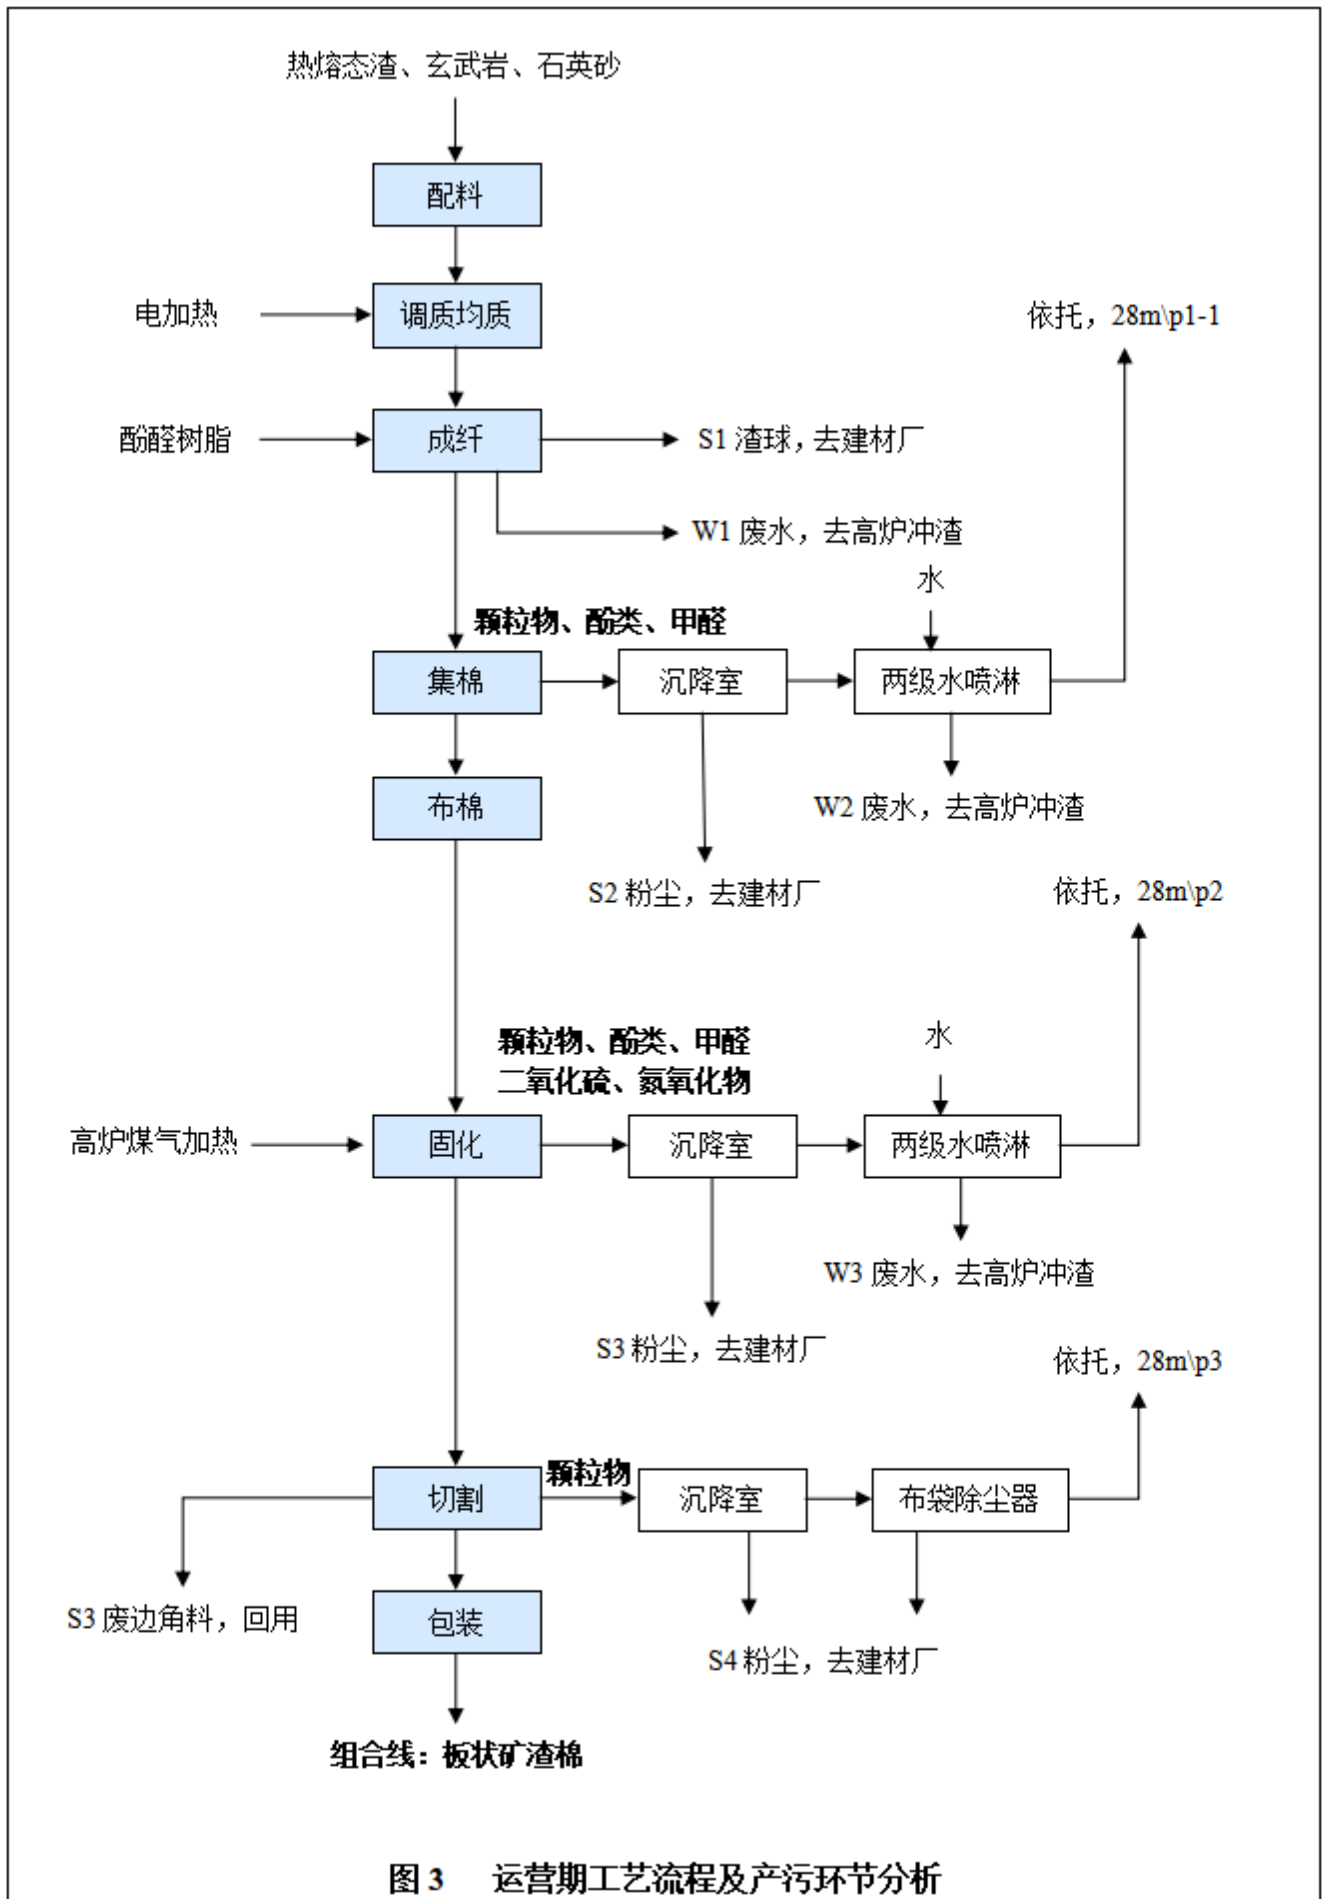 热熔态渣、玄武岩、石英砂
配料
电加热
调质均质
依托，28m\p1-1
酚醛树脂
成纤
S1 渣球，去建材厂
W1 废水，去高炉冲渣
水
颗粒物、酚类、甲醛
集棉
沉降室
两级水喷淋
布棉
W2 废水，去高炉冲渣
S2 粉尘，去建材厂
依托，28m\p2
颗粒物、酚类、甲醛
二氧化硫、氮氧化物
水
高炉煤气加热
固化
沉降室
两级水喷淋
W3 废水，去高炉冲渣
S3 粉尘，去建材厂
依托，28m\p3
颗粒物
切割
沉降室
布袋除尘器
S3 废边角料，回用
包装
S4 粉尘，去建材厂
组合线：板状矿渣棉
图 3 运营期工艺流程及产污环节分析